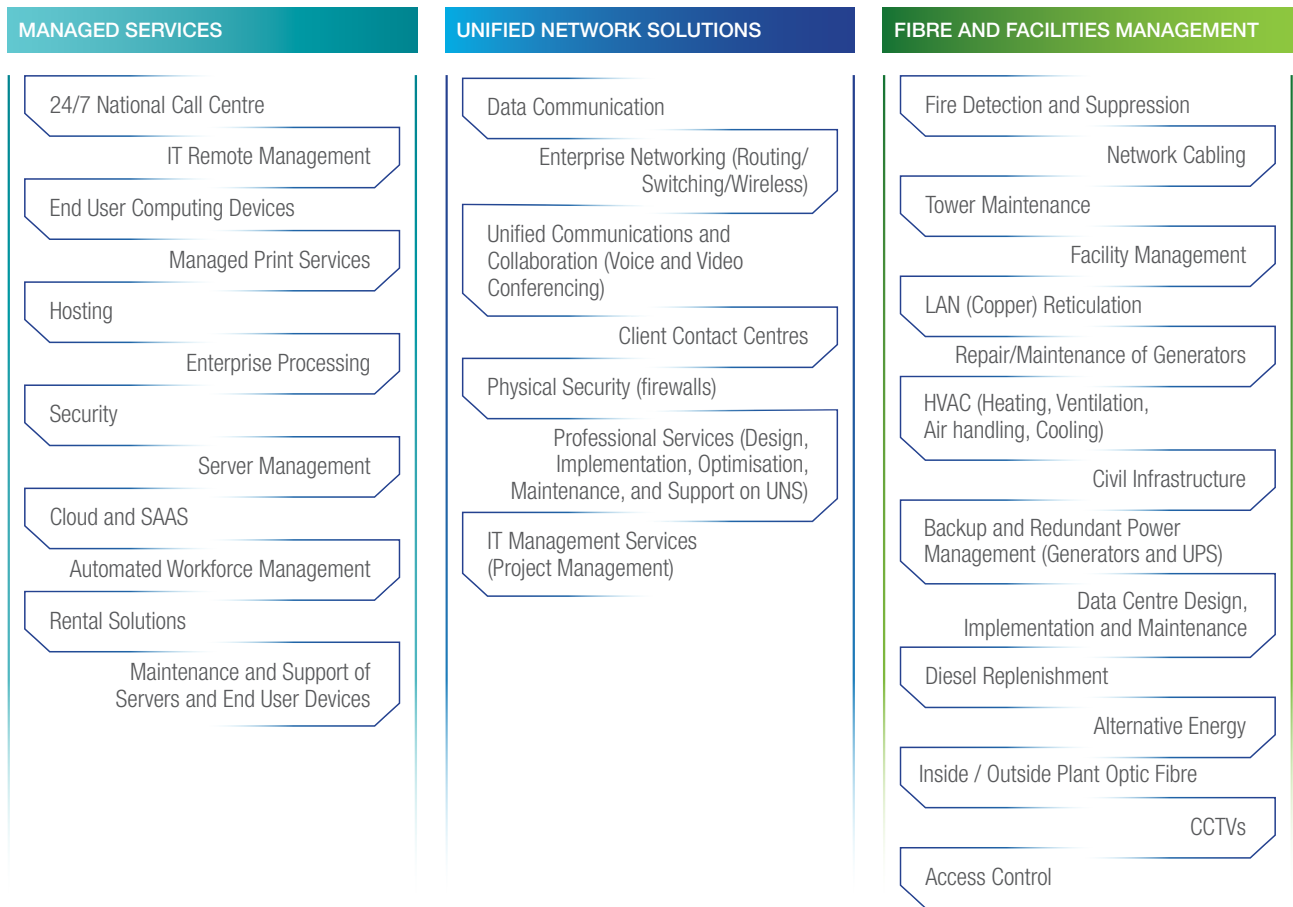 MANAGED SERVICES
24/7 National Call Centre
IT Remote Management
End User Computing Devices
Managed Print Services
Hosting
Enterprise Processing
Security
Server Management
Cloud and SAAS
Automated Workforce Management
Rental Solutions
Maintenance and Support of
Servers and End User Devices
UNIFIED NETWORK SOLUTIONS
Data Communication
Enterprise Networking (Routing/
Switching/Wireless)
Unified Communications and
Collaboration (Voice and Video
Conferencing)
Client Contact Centres
Physical Security (firewalls)
Professional Services (Design,
Implementation, Optimisation,
Maintenance, and Support on UNS)
IT Management Services
(Project Management)
FIBRE AND FACILITIES MANAGEMENT
Fire Detection and Suppression
Network Cabling
Tower Maintenance
Facility Management
LAN (Copper) Reticulation
Repair/Maintenance of Generators
HVAC (Heating, Ventilation,
Air handling, Cooling)
Civil Infrastructure
Backup and Redundant Power
Management (Generators and UPS)
Data Centre Design,
Implementation and Maintenance
Diesel Replenishment
Alternative Energy
Inside / Outside Plant Optic Fibre
CCTVs
Access Control